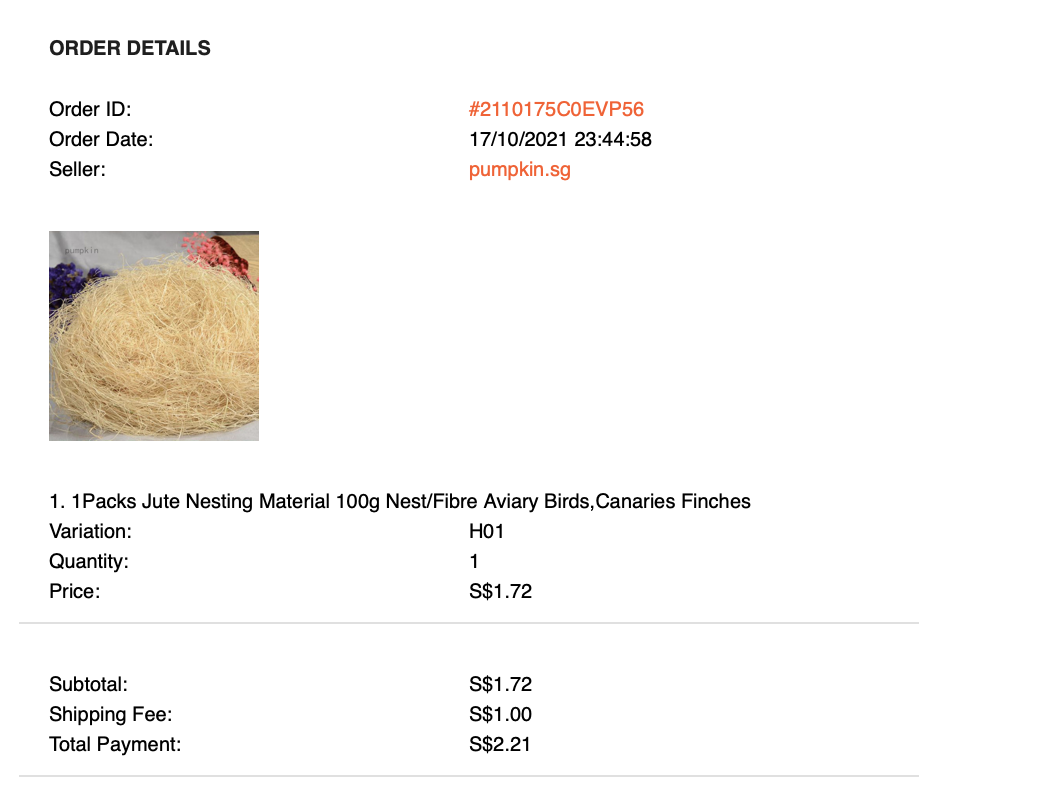 ORDER DETAILS
Order ID: #2110175C0EVP56
Order Date: 17/10/2021 23:44:58
Seller: pumpkin.sg
pumpkin
1. 1Packs Jute Nesting Material 100g Nest/Fibre Aviary Birds,Canaries Finches
Variation: H01
Quantity: 1
Price: S$1.72
Subtotal: S$1.72
Shipping Fee: S$1.00
Total Payment: S$2.21